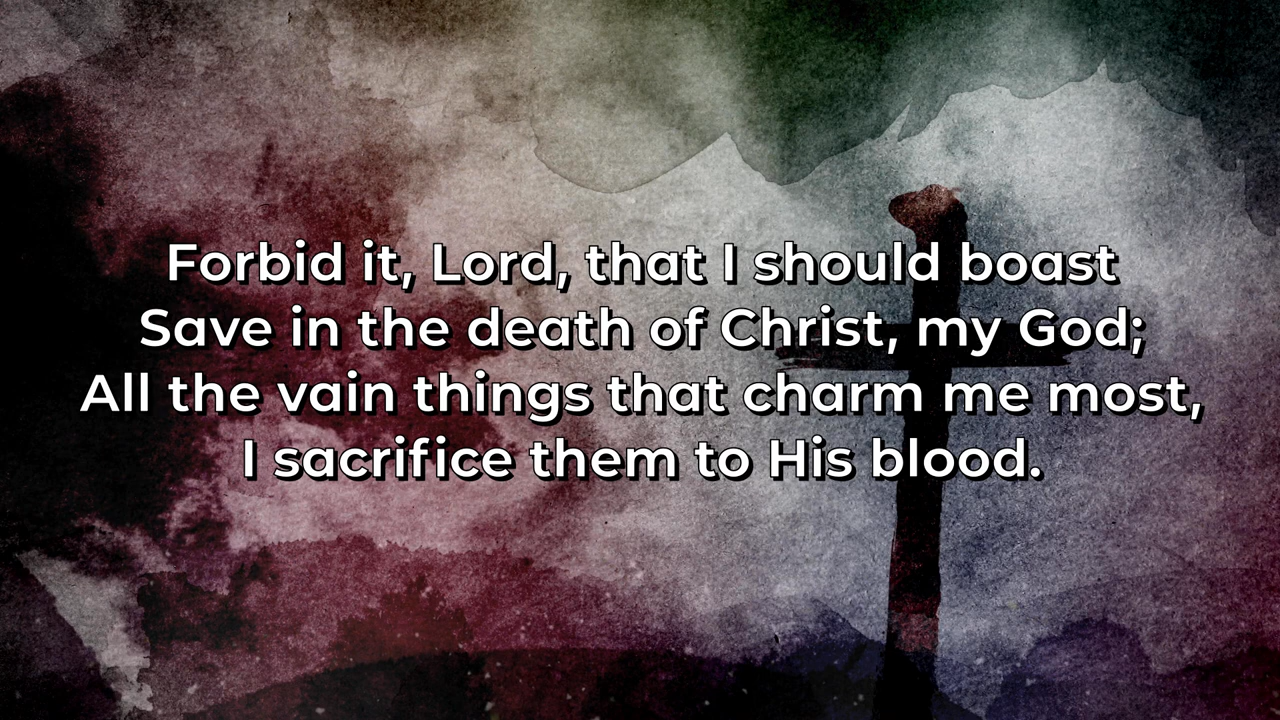 Forbid it, Lord, that I should boast
Save in the death of Christ, my God;
All the vain things that charm me most,
I sacrifice them to His blood.